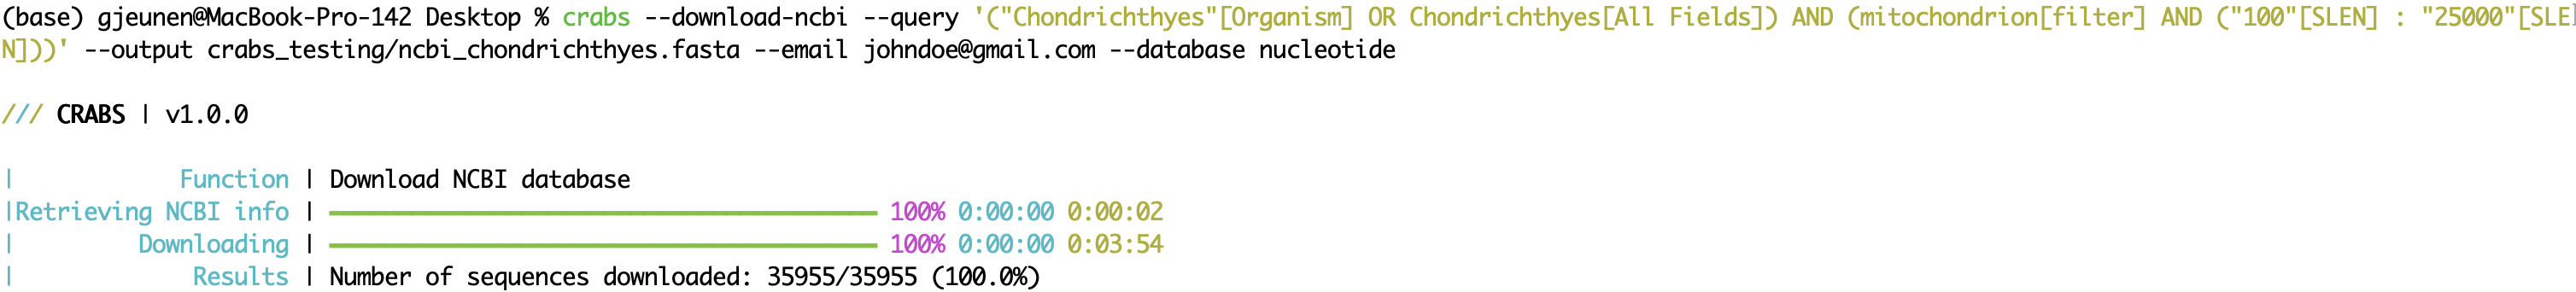 (base) gjeunen@MacBook-Pro-142 Desktop % crabs --download-ncbi --query '("Chondrichthyes"[Organism] OR Chondrichthyes[All Fields]) AND (mitochondrion[filter] AND ("100"[SLEN] : "25000"[SLE
N]))' --output crabs_testing/ncbi_chondrichthyes.fasta --email johndoe@gmail.com --database nucleotide
/// CRABS | v1.0.0
| Function | Download NCBI database
|Retrieving NCBI info | ━━━━━━━━━━━━━━━━━━━━━━━━━━━━━━━━━━━━━━━━ 100% 0:00:00 0:00:02
| Downloading | ━━━━━━━━━━━━━━━━━━━━━━━━━━━━━━━━━━━━━━━━ 100% 0:00:00 0:03:54
| Results | Number of sequences downloaded: 35955/35955 (100.0%)